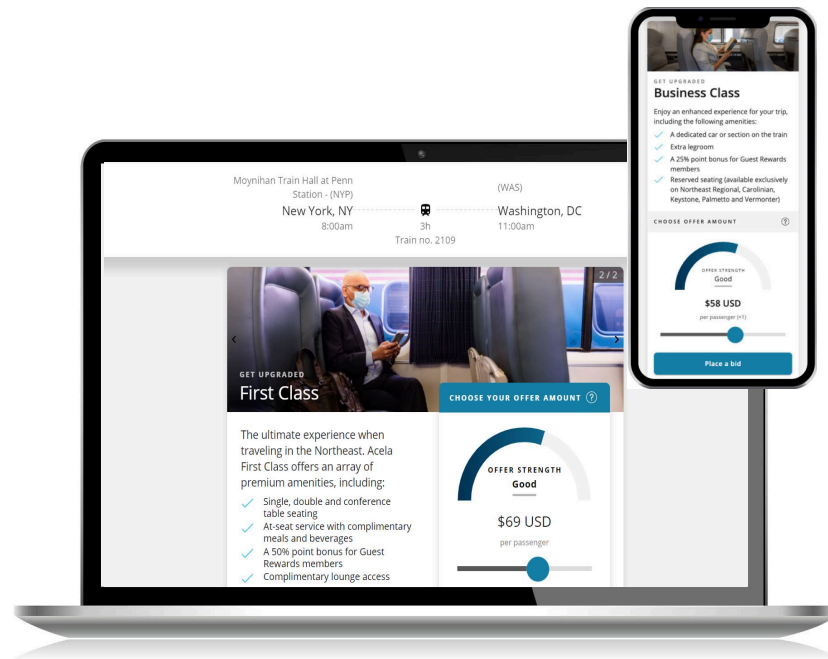 Moynihan Train Hall at Penn
Station - (NYP)
New York, NY
8:00am
3h
Train no. 2109
(WAS)
Washington, DC
11:00am
2/2
GET UPGRADED
First Class
The ultimate experience when
traveling in the Northeast. Acela
First Class offers an array of
premium amenities, including:
Single, double and conference
table seating
At-seat service with complimentary
meals and beverages
A 50% point bonus for Guest
Rewards members
Complimentary lounge access
CHOOSE YOUR OFFER AMOUNT ?
OFFER STRENGTH
Good
$69 USD
per passenger
GET UPGRADED
Business Class
Enjoy an enhanced experience for your trip,
including the following amenities:
A dedicated car or section on the train
Extra legroom
A 25% point bonus for Guest Rewards
members
Reserved seating (available exclusively
on Northeast Regional, Carolinian,
Keystone, Palmetto and Vermonter)
CHOOSE OFFER AMOUNT ?
OFFER STRENGTH
Good
$58 USD
per passenger (×1)
Place a bid